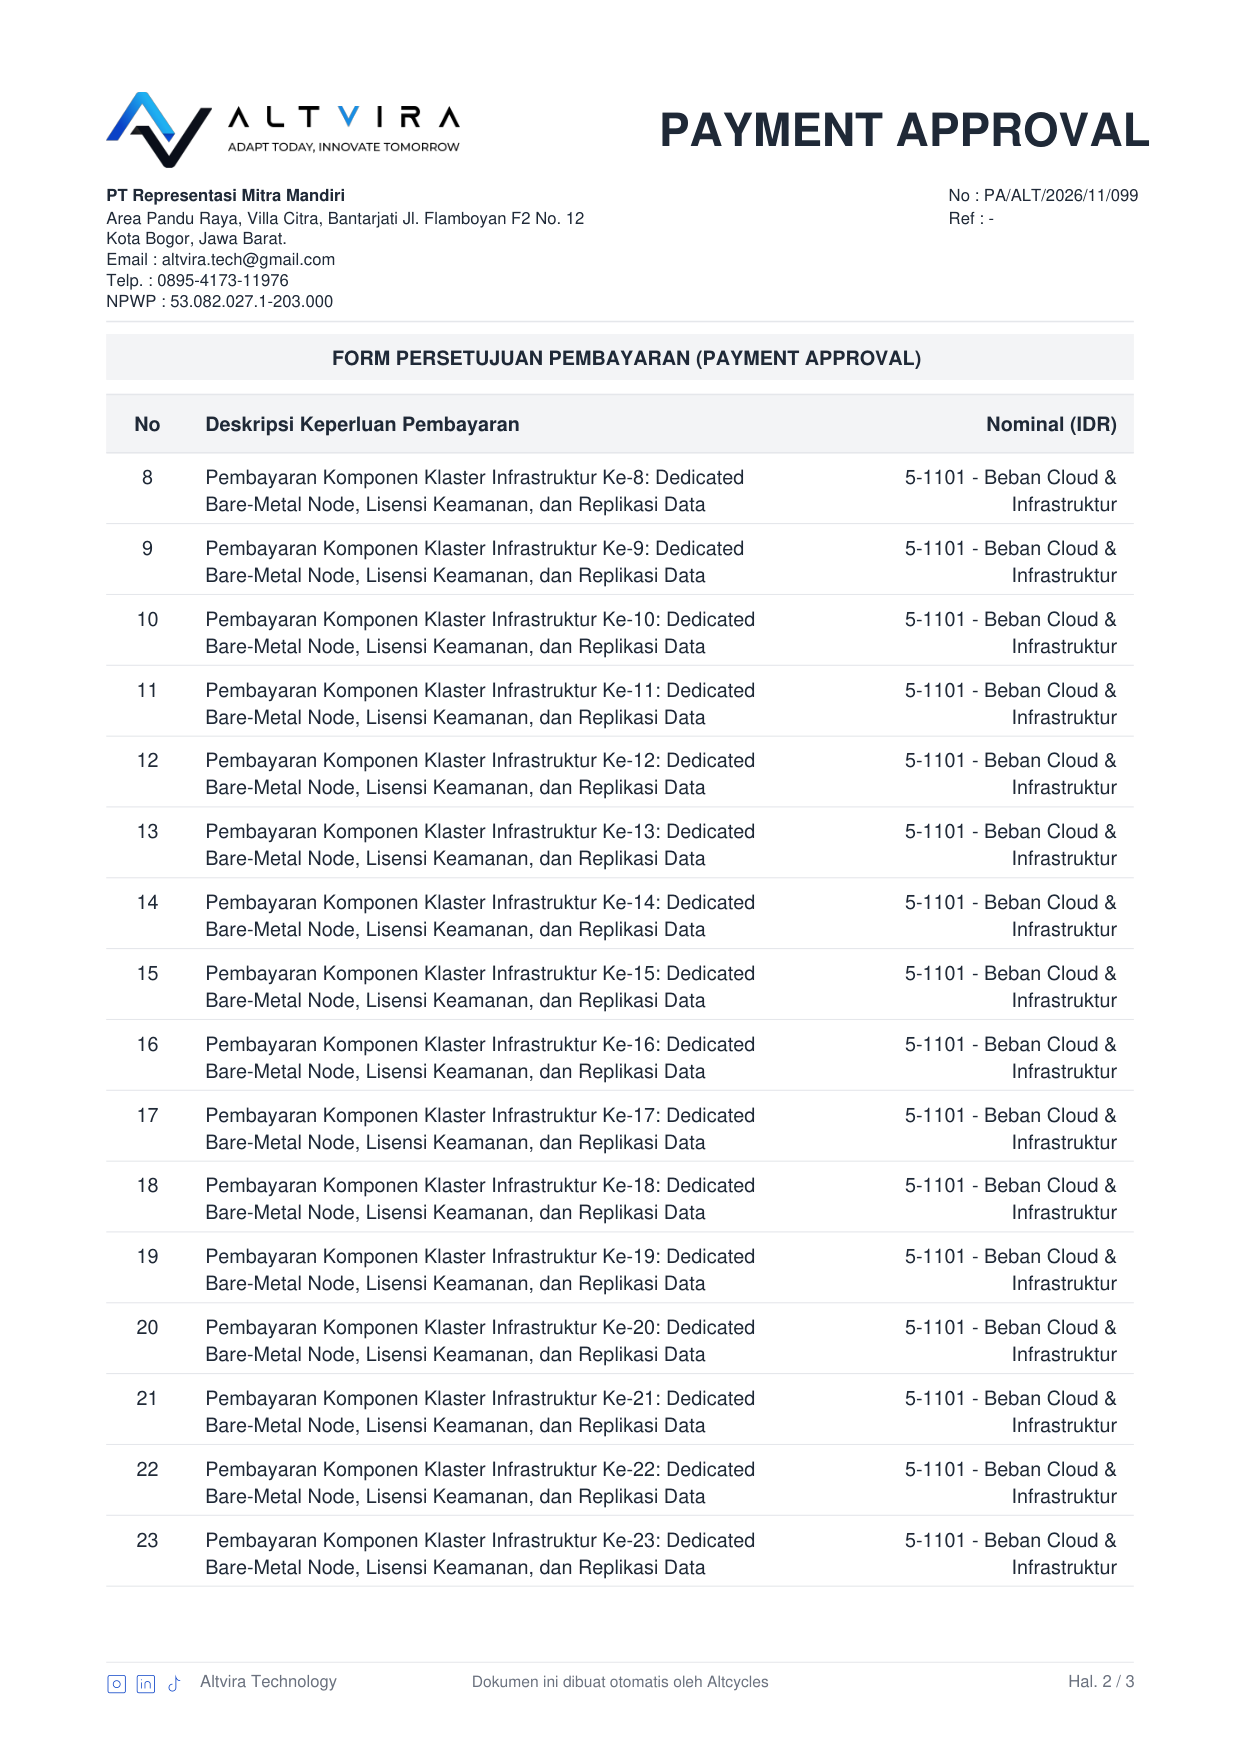 ALTVIRA
ADAPT TODAY, INNOVATE TOMORROW
PAYMENT APPROVAL
PT Representasi Mitra Mandiri
Area Pandu Raya, Villa Citra, Bantarjati Jl. Flamboyan F2 No. 12
Kota Bogor, Jawa Barat.
Email : altvira.tech@gmail.com
Telp. : 0895-4173-11976
NPWP : 53.082.027.1-203.000
No : PA/ALT/2026/11/099
Ref : -
FORM PERSETUJUAN PEMBAYARAN (PAYMENT APPROVAL)
No Deskripsi Keperluan Pembayaran Nominal (IDR)
8 Pembayaran Komponen Klaster Infrastruktur Ke-8: Dedicated 5-1101 - Beban Cloud &
Bare-Metal Node, Lisensi Keamanan, dan Replikasi Data Infrastruktur
9 Pembayaran Komponen Klaster Infrastruktur Ke-9: Dedicated 5-1101 - Beban Cloud &
Bare-Metal Node, Lisensi Keamanan, dan Replikasi Data Infrastruktur
10 Pembayaran Komponen Klaster Infrastruktur Ke-10: Dedicated 5-1101 - Beban Cloud &
Bare-Metal Node, Lisensi Keamanan, dan Replikasi Data Infrastruktur
11 Pembayaran Komponen Klaster Infrastruktur Ke-11: Dedicated 5-1101 - Beban Cloud &
Bare-Metal Node, Lisensi Keamanan, dan Replikasi Data Infrastruktur
12 Pembayaran Komponen Klaster Infrastruktur Ke-12: Dedicated 5-1101 - Beban Cloud &
Bare-Metal Node, Lisensi Keamanan, dan Replikasi Data Infrastruktur
13 Pembayaran Komponen Klaster Infrastruktur Ke-13: Dedicated 5-1101 - Beban Cloud &
Bare-Metal Node, Lisensi Keamanan, dan Replikasi Data Infrastruktur
14 Pembayaran Komponen Klaster Infrastruktur Ke-14: Dedicated 5-1101 - Beban Cloud &
Bare-Metal Node, Lisensi Keamanan, dan Replikasi Data Infrastruktur
15 Pembayaran Komponen Klaster Infrastruktur Ke-15: Dedicated 5-1101 - Beban Cloud &
Bare-Metal Node, Lisensi Keamanan, dan Replikasi Data Infrastruktur
16 Pembayaran Komponen Klaster Infrastruktur Ke-16: Dedicated 5-1101 - Beban Cloud &
Bare-Metal Node, Lisensi Keamanan, dan Replikasi Data Infrastruktur
17 Pembayaran Komponen Klaster Infrastruktur Ke-17: Dedicated 5-1101 - Beban Cloud &
Bare-Metal Node, Lisensi Keamanan, dan Replikasi Data Infrastruktur
18 Pembayaran Komponen Klaster Infrastruktur Ke-18: Dedicated 5-1101 - Beban Cloud &
Bare-Metal Node, Lisensi Keamanan, dan Replikasi Data Infrastruktur
19 Pembayaran Komponen Klaster Infrastruktur Ke-19: Dedicated 5-1101 - Beban Cloud &
Bare-Metal Node, Lisensi Keamanan, dan Replikasi Data Infrastruktur
20 Pembayaran Komponen Klaster Infrastruktur Ke-20: Dedicated 5-1101 - Beban Cloud &
Bare-Metal Node, Lisensi Keamanan, dan Replikasi Data Infrastruktur
21 Pembayaran Komponen Klaster Infrastruktur Ke-21: Dedicated 5-1101 - Beban Cloud &
Bare-Metal Node, Lisensi Keamanan, dan Replikasi Data Infrastruktur
22 Pembayaran Komponen Klaster Infrastruktur Ke-22: Dedicated 5-1101 - Beban Cloud &
Bare-Metal Node, Lisensi Keamanan, dan Replikasi Data Infrastruktur
23 Pembayaran Komponen Klaster Infrastruktur Ke-23: Dedicated 5-1101 - Beban Cloud &
Bare-Metal Node, Lisensi Keamanan, dan Replikasi Data Infrastruktur
Altvira Technology Dokumen ini dibuat otomatis oleh Altcycles Hal. 2 / 3